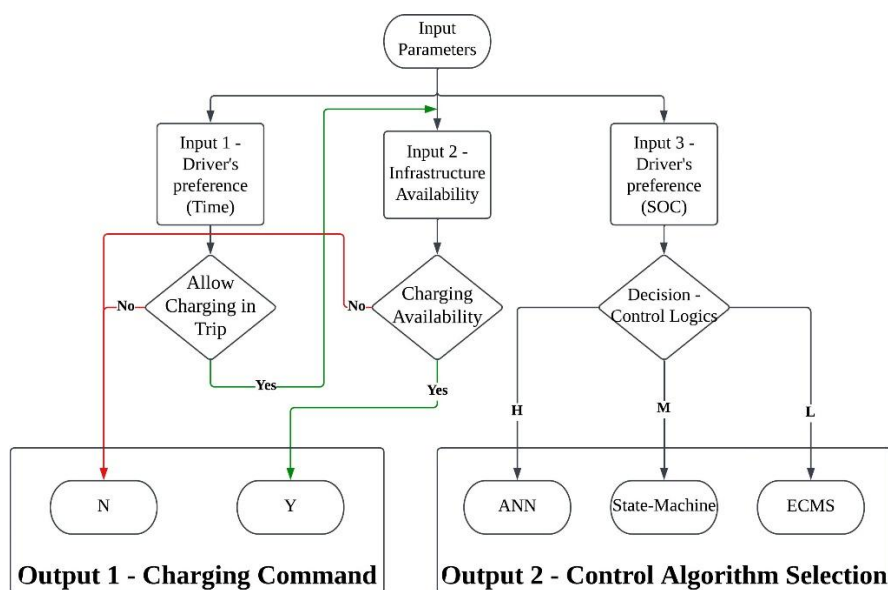 Input
Parameters
Input 1 -
Driver's
preference
(Time)
Input 2 -
Infrastructure
Availability
Input 3 -
Driver's
preference
(SOC)
Allow
Charging in
Trip
Charging
Availability
Decision -
Control Logics
No
No
Yes
Yes
H
M
L
N
Y
ANN
State-Machine
ECMS
Output 1 - Charging Command
Output 2 - Control Algorithm Selection